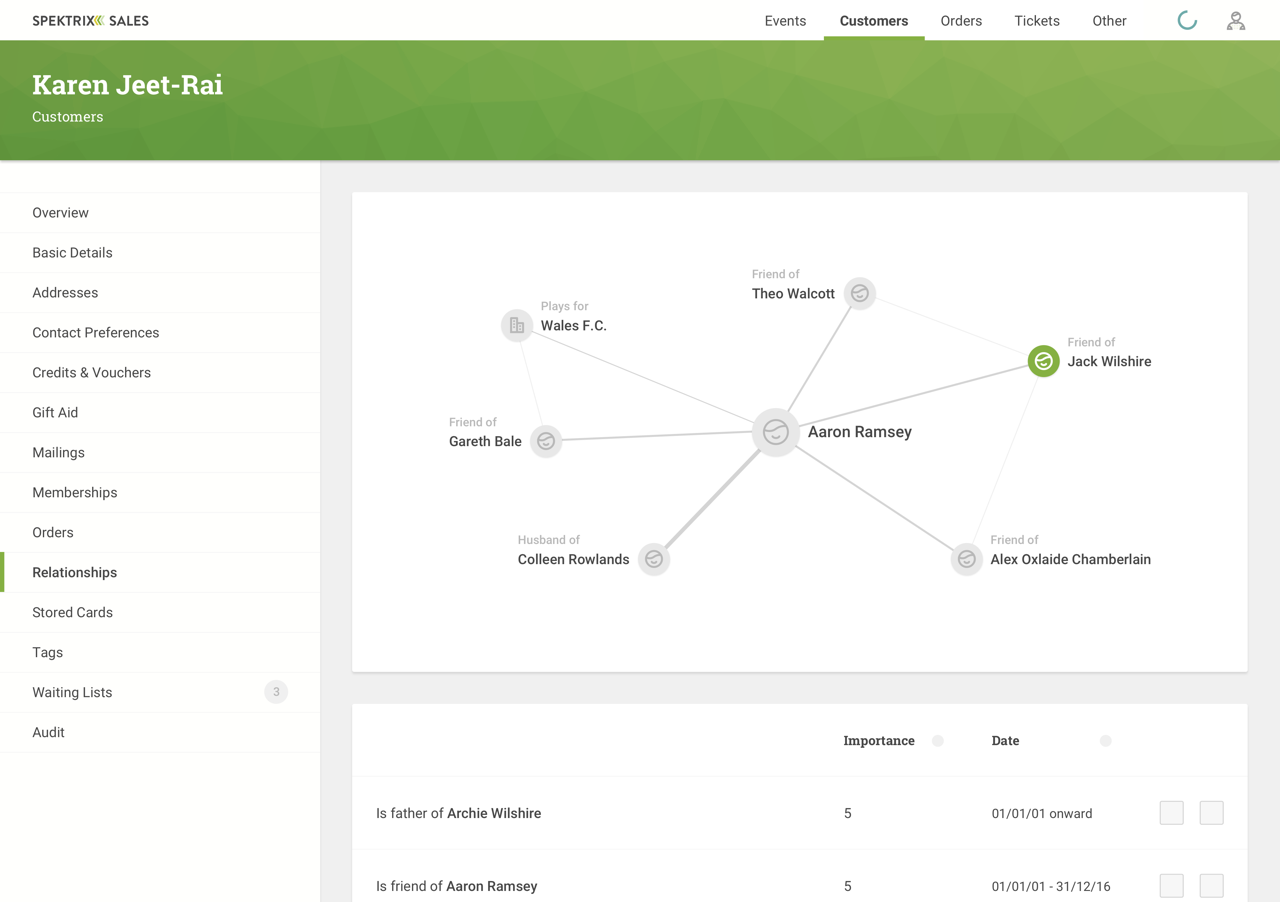 SPEKTRIX SALES
Events
Customers
Orders
Tickets
Other
Karen Jeet-Rai
Customers
Overview
Basic Details
Addresses
Contact Preferences
Credits & Vouchers
Gift Aid
Mailings
Memberships
Orders
Relationships
Stored Cards
Tags
Waiting Lists 3
Audit
Friend of
Theo Walcott
Plays for
Wales F.C.
Friend of
Jack Wilshire
Friend of
Gareth Bale
Aaron Ramsey
Husband of
Colleen Rowlands
Friend of
Alex Oxlaide Chamberlain
Importance Date
Is father of Archie Wilshire 5 01/01/01 onward
Is friend of Aaron Ramsey 5 01/01/01 - 31/12/16